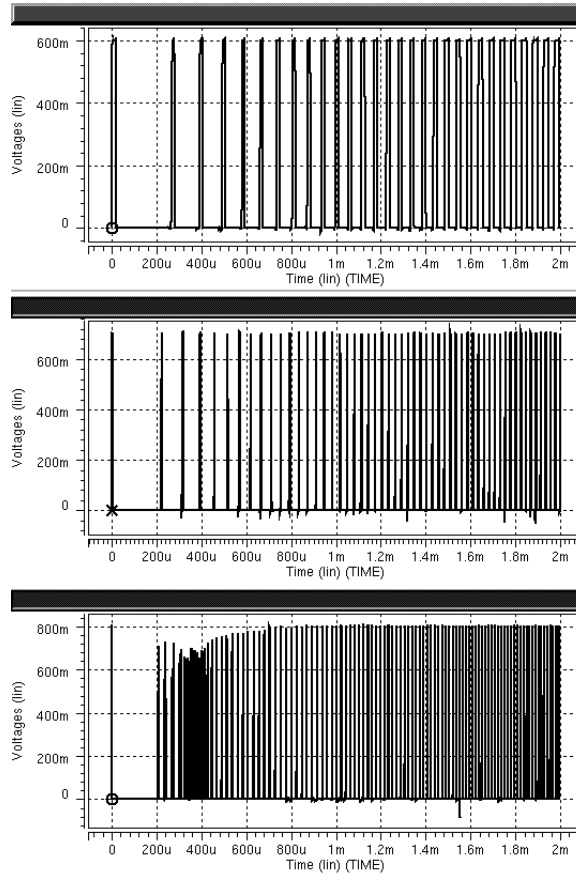 600m
400m
200m
0
Voltages (lin)
0 200u 400u 600u 800u 1m 1.2m 1.4m 1.6m 1.8m 2m
Time (lin) (TIME)
600m
400m
200m
0
Voltages (lin)
0 200u 400u 600u 800u 1m 1.2m 1.4m 1.6m 1.8m 2m
Time (lin) (TIME)
800m
600m
400m
200m
0
Voltages (lin)
0 200u 400u 600u 800u 1m 1.2m 1.4m 1.6m 1.8m 2m
Time (lin) (TIME)